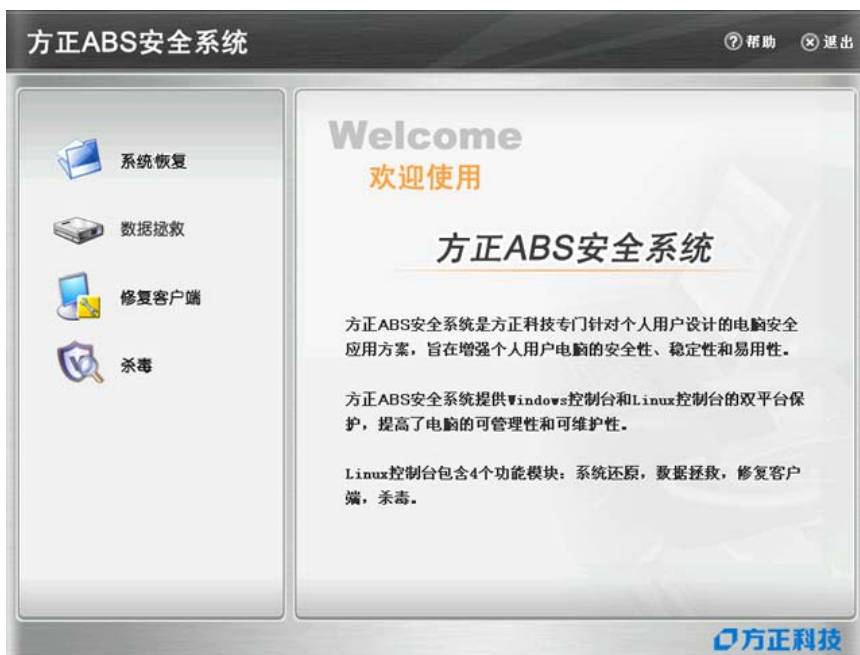 方正ABS安全系统
帮助 退出
系统恢复
数据拯救
修复客户端
杀毒
Welcome
欢迎使用
方正ABS安全系统
方正ABS安全系统是方正科技专门针对个人用户设计的电脑安全
应用方案，旨在增强个人用户电脑的安全性、稳定性和易用性。
方正ABS安全系统提供Windows控制台和Linux控制台的双平台保
护，提高了电脑的可管理性和可维护性。
Linux控制台包含4个功能模块：系统还原，数据拯救，修复客户
端，杀毒。
方正科技